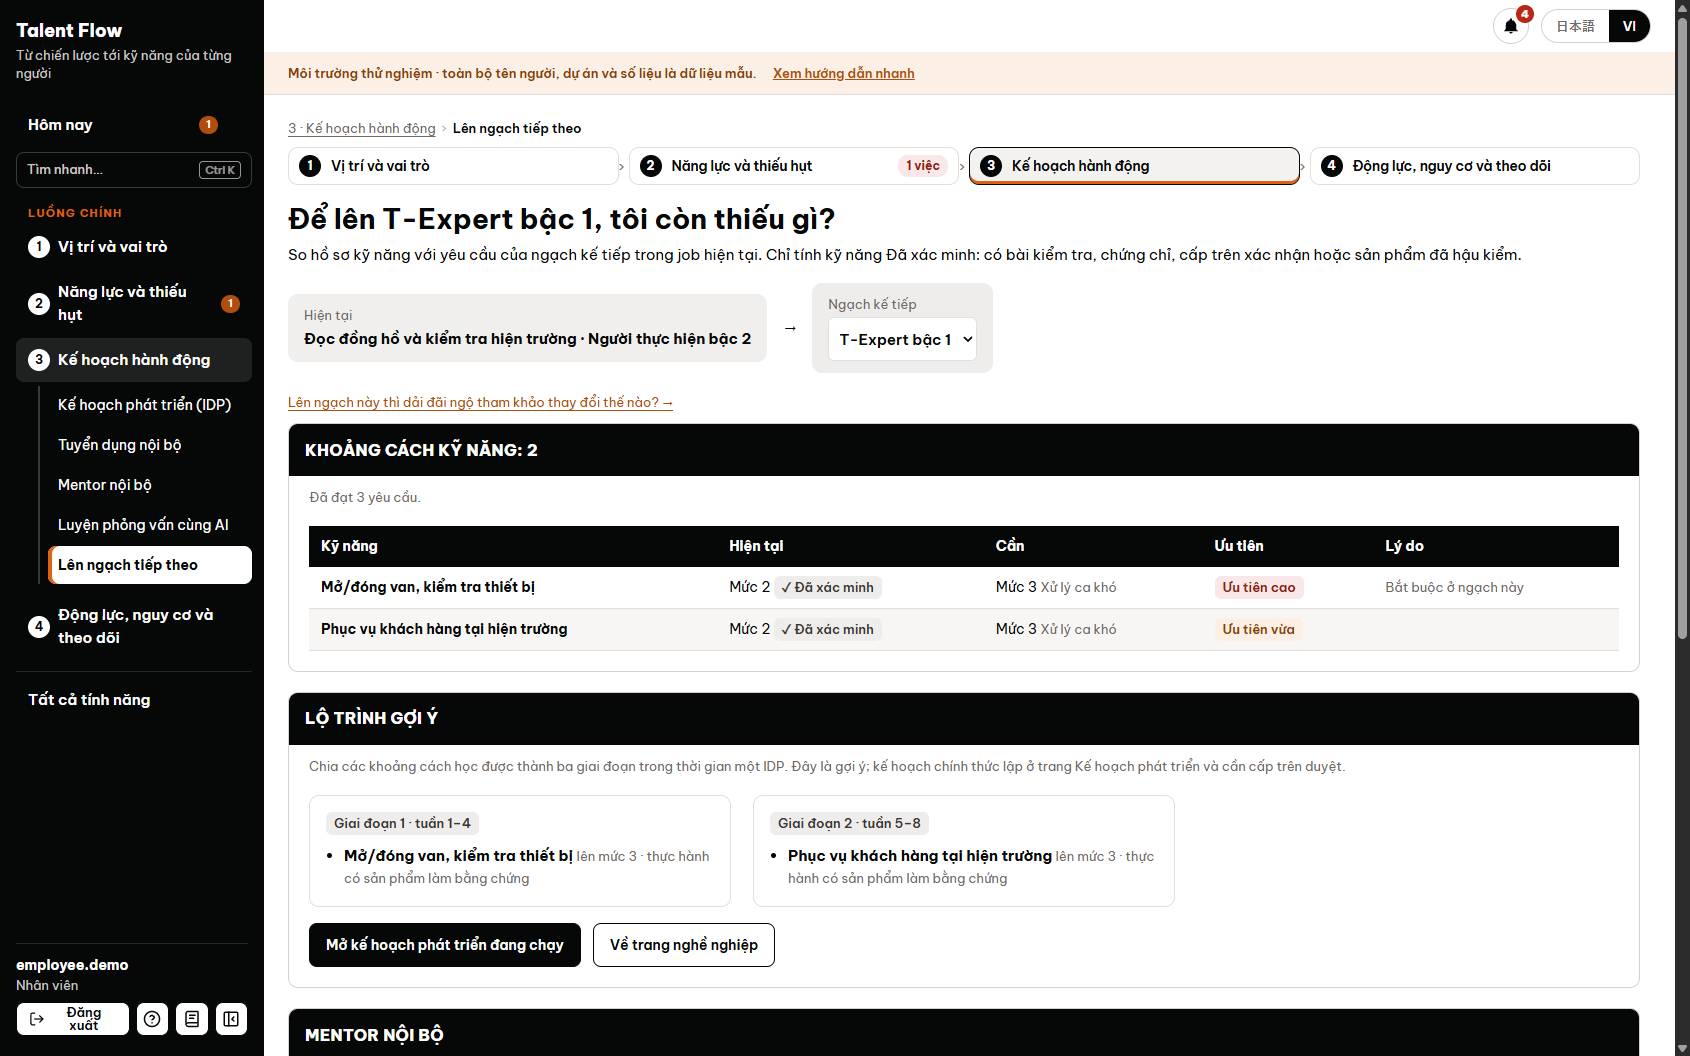 Talent Flow
Từ chiến lược tới kỹ năng của từng
người
Hôm nay
1
Tìm nhanh...
Ctrl K
LUỒNG CHÍNH
1 Vị trí và vai trò
2 Năng lực và thiếu
hụt
1
3 Kế hoạch hành động
Kế hoạch phát triển (IDP)
Tuyển dụng nội bộ
Mentor nội bộ
Luyện phỏng vấn cùng AI
Lên ngạch tiếp theo
4 Động lực, nguy cơ và
theo dõi
Tất cả tính năng
employee.demo
Nhân viên
Đăng
xuất
4
日本語
VI
Môi trường thử nghiệm · toàn bộ tên người, dự án và số liệu là dữ liệu mẫu. Xem hướng dẫn nhanh
3 · Kế hoạch hành động › Lên ngạch tiếp theo
1 Vị trí và vai trò › 2 Năng lực và thiếu hụt 1 việc › 3 Kế hoạch hành động › 4 Động lực, nguy cơ và theo dõi
Để lên T-Expert bậc 1, tôi còn thiếu gì?
So hồ sơ kỹ năng với yêu cầu của ngạch kế tiếp trong job hiện tại. Chỉ tính kỹ năng Đã xác minh: có bài kiểm tra, chứng chỉ, cấp trên xác nhận hoặc sản phẩm đã hậu kiểm.
Hiện tại
Đọc đồng hồ và kiểm tra hiện trường · Người thực hiện bậc 2
→
Ngạch kế tiếp
T-Expert bậc 1
Lên ngạch này thì dải đãi ngộ tham khảo thay đổi thế nào? →
KHOẢNG CÁCH KỸ NĂNG: 2
Đã đạt 3 yêu cầu.
Kỹ năng Hiện tại Cần Ưu tiên Lý do
Mở/đóng van, kiểm tra thiết bị Mức 2 ✓ Đã xác minh Mức 3 Xử lý ca khó Ưu tiên cao Bắt buộc ở ngạch này
Phục vụ khách hàng tại hiện trường Mức 2 ✓ Đã xác minh Mức 3 Xử lý ca khó Ưu tiên vừa
LỘ TRÌNH GỢI Ý
Chia các khoảng cách học được thành ba giai đoạn trong thời gian một IDP. Đây là gợi ý; kế hoạch chính thức lập ở trang Kế hoạch phát triển và cần cấp trên duyệt.
Giai đoạn 1 · tuần 1–4
• Mở/đóng van, kiểm tra thiết bị lên mức 3 · thực hành
có sản phẩm làm bằng chứng
Giai đoạn 2 · tuần 5–8
• Phục vụ khách hàng tại hiện trường lên mức 3 · thực
hành có sản phẩm làm bằng chứng
Mở kế hoạch phát triển đang chạy
Về trang nghề nghiệp
MENTOR NỘI BỘ